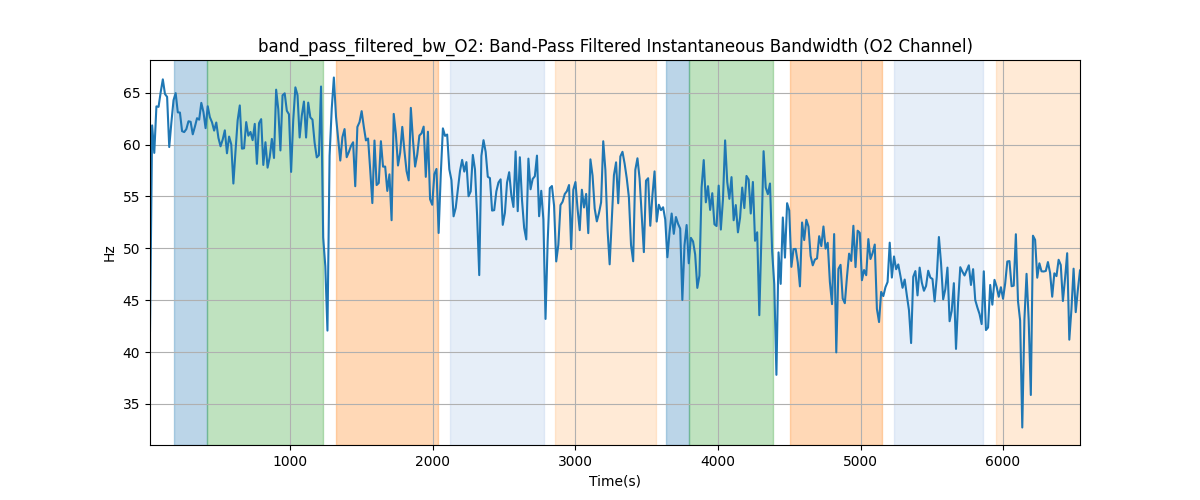 band_pass_filtered_bw_O2: Band-Pass Filtered Instantaneous Bandwidth (O2 Channel)
65
60
55
50
45
40
35
Hz
1000 2000 3000 4000 5000 6000
Time(s)